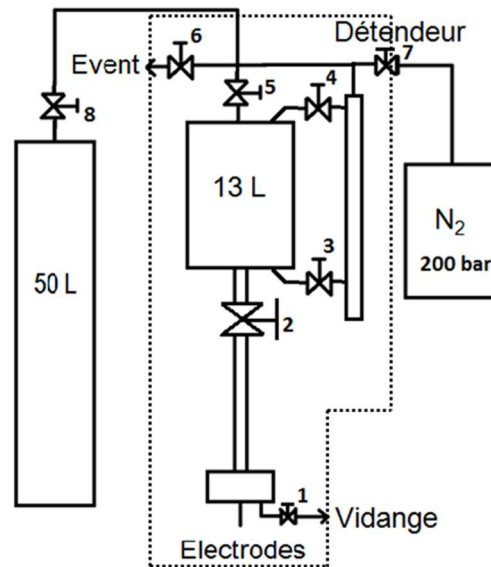 6
Détendeur
7
Event
4
5
8
13 L
N2
200 bar
3
50 L
2
1
Vidange
Electrodes